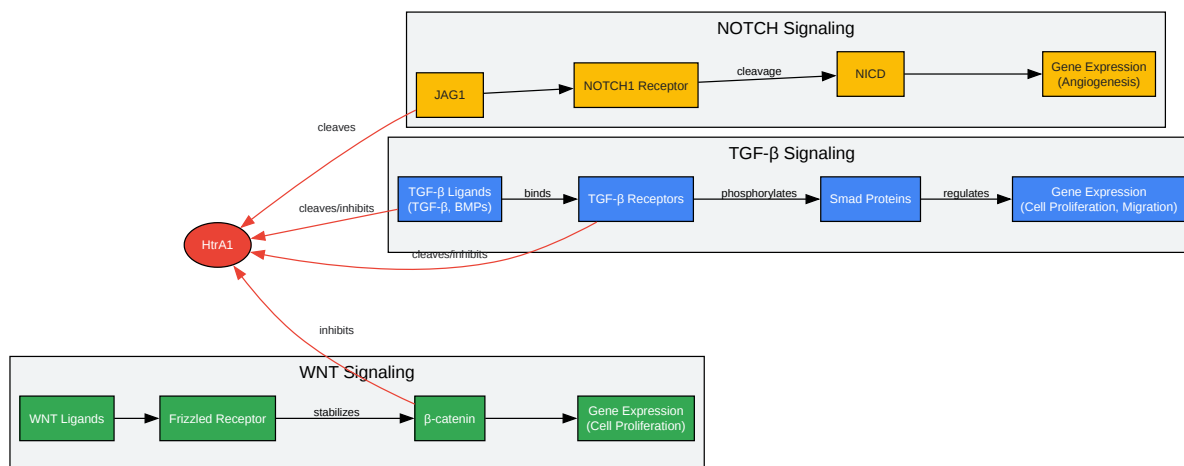 NOTCH Signaling
JAG1
NOTCH1 Receptor
cleavage
NICD
Gene Expression
(Angiogenesis)
cleaves
TGF-β Signaling
TGF-β Ligands
(TGF-β, BMPs)
binds
TGF-β Receptors
phosphorylates
Smad Proteins
regulates
Gene Expression
(Cell Proliferation, Migration)
cleaves/inhibits
HtrA1
cleaves/inhibits
inhibits
WNT Signaling
WNT Ligands
Frizzled Receptor
stabilizes
β-catenin
Gene Expression
(Cell Proliferation)